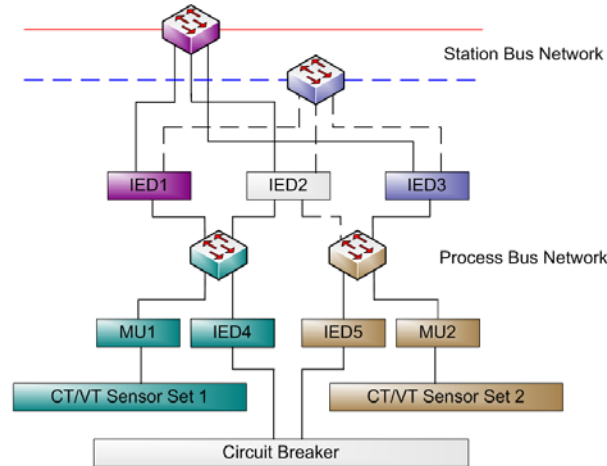 Station Bus Network
IED1
IED2
IED3
Process Bus Network
MU1
IED4
IED5
MU2
CT/VT Sensor Set 1
CT/VT Sensor Set 2
Circuit Breaker